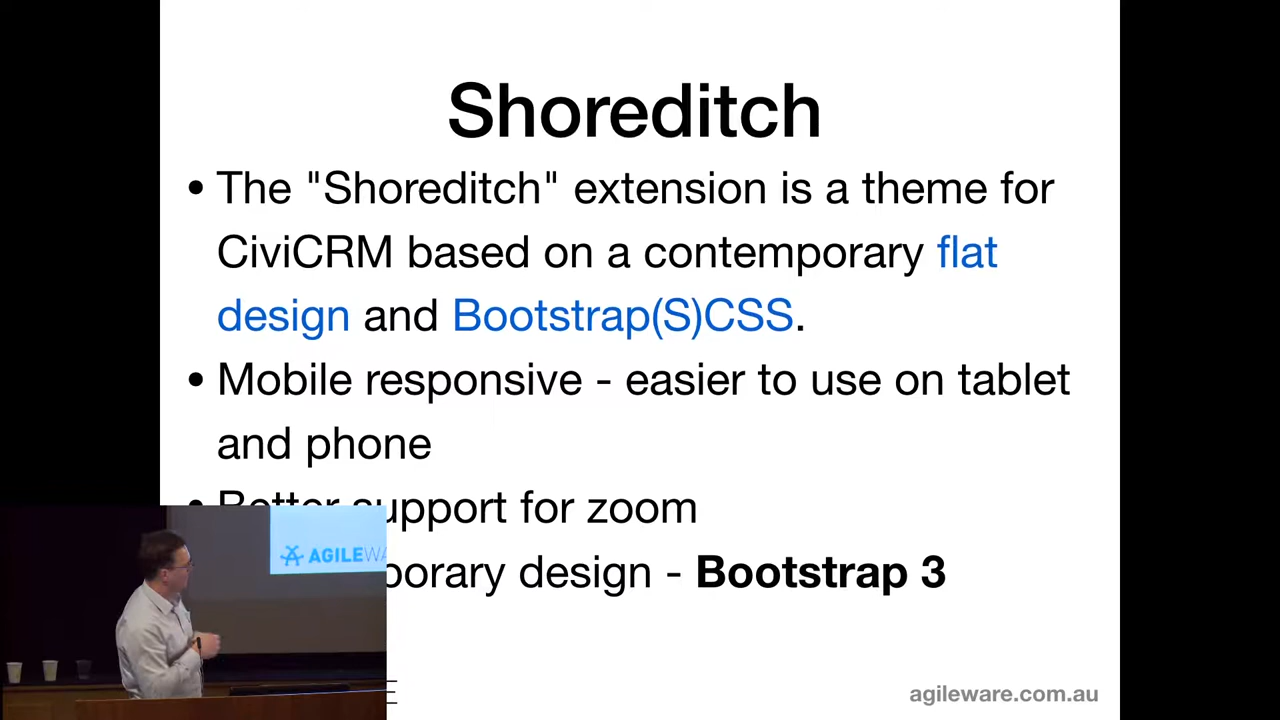 Shoreditch
• The "Shoreditch" extension is a theme for
CiviCRM based on a contemporary flat
design and Bootstrap(S)CSS.
• Mobile responsive - easier to use on tablet
and phone
• Better support for zoom
porary design - Bootstrap 3
AGILEWA
E
agileware.com.au